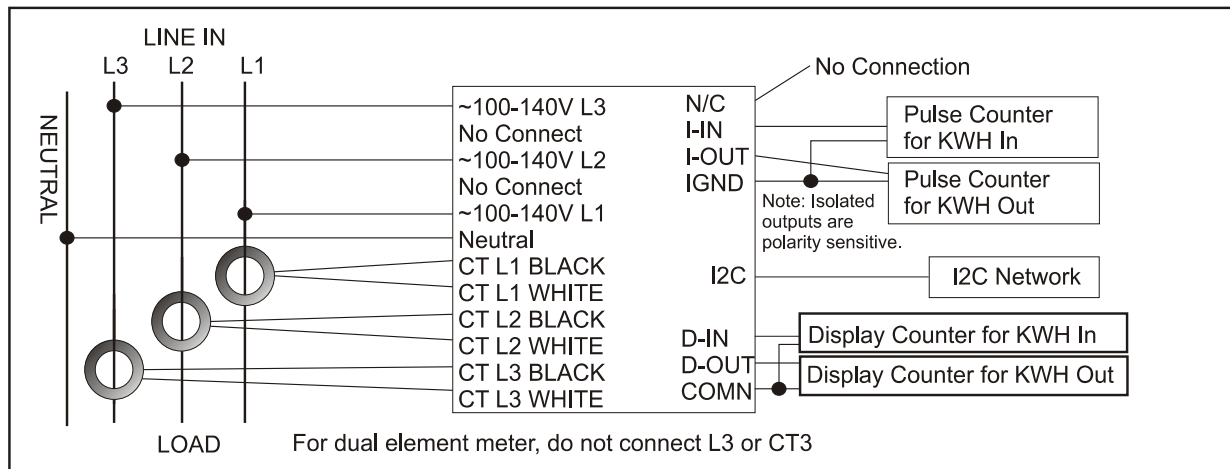 LINE IN
L3
L2
L1
NEUTRAL
~100-140V L3
No Connect
~100-140V L2
No Connect
~100-140V L1
Neutral
CT L1 BLACK
CT L1 WHITE
CT L2 BLACK
CT L2 WHITE
CT L3 BLACK
CT L3 WHITE
N/C
I-IN
I-OUT
IGND
Note: Isolated
outputs are
polarity sensitive.
I2C
D-IN
D-OUT
COMN
No Connection
Pulse Counter
for KWH In
Pulse Counter
for KWH Out
I2C Network
Display Counter for KWH In
Display Counter for KWH Out
LOAD
For dual element meter, do not connect L3 or CT3